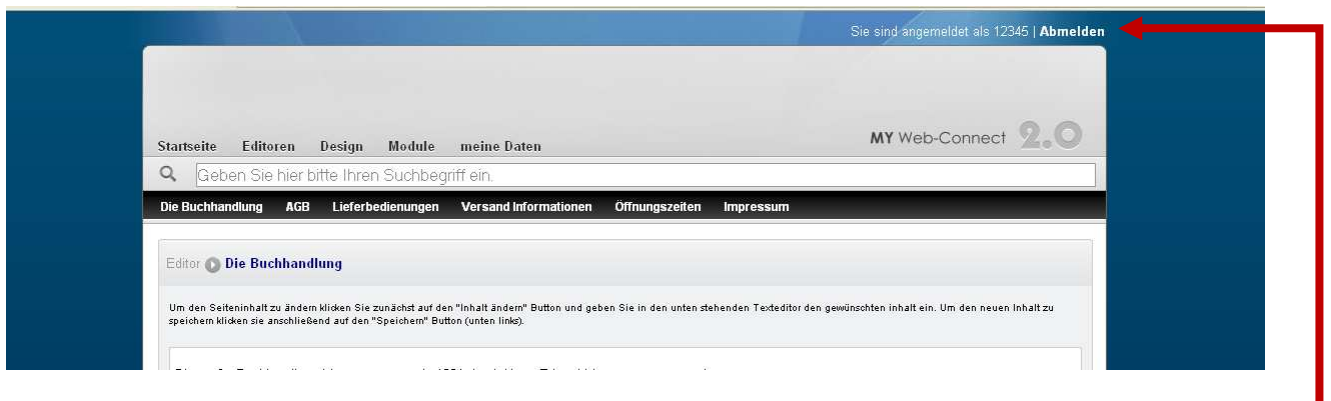 Sie sind angemeldet als 12345 | Abmelden
MY Web-Connect 2.0
Startseite Editoren Design Module meine Daten
Geben Sie hier bitte Ihren Suchbegriff ein.
Die Buchhandlung AGB Lieferbedienungen Versand Informationen Öffnungszeiten Impressum
Editor Die Buchhandlung
Um den Seiteninhalt zu ändern klicken Sie zunächst auf den "Inhalt ändern" Button und geben Sie in den unten stehenden Texteditor den gewünschten inhalt ein. Um den neuen Inhalt zu
speichern klicken sie anschließend auf den "Speichern" Button (unten links).